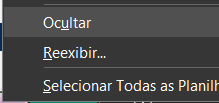 Ocultar
Reexibir...
Selecionar Todas as Planilh